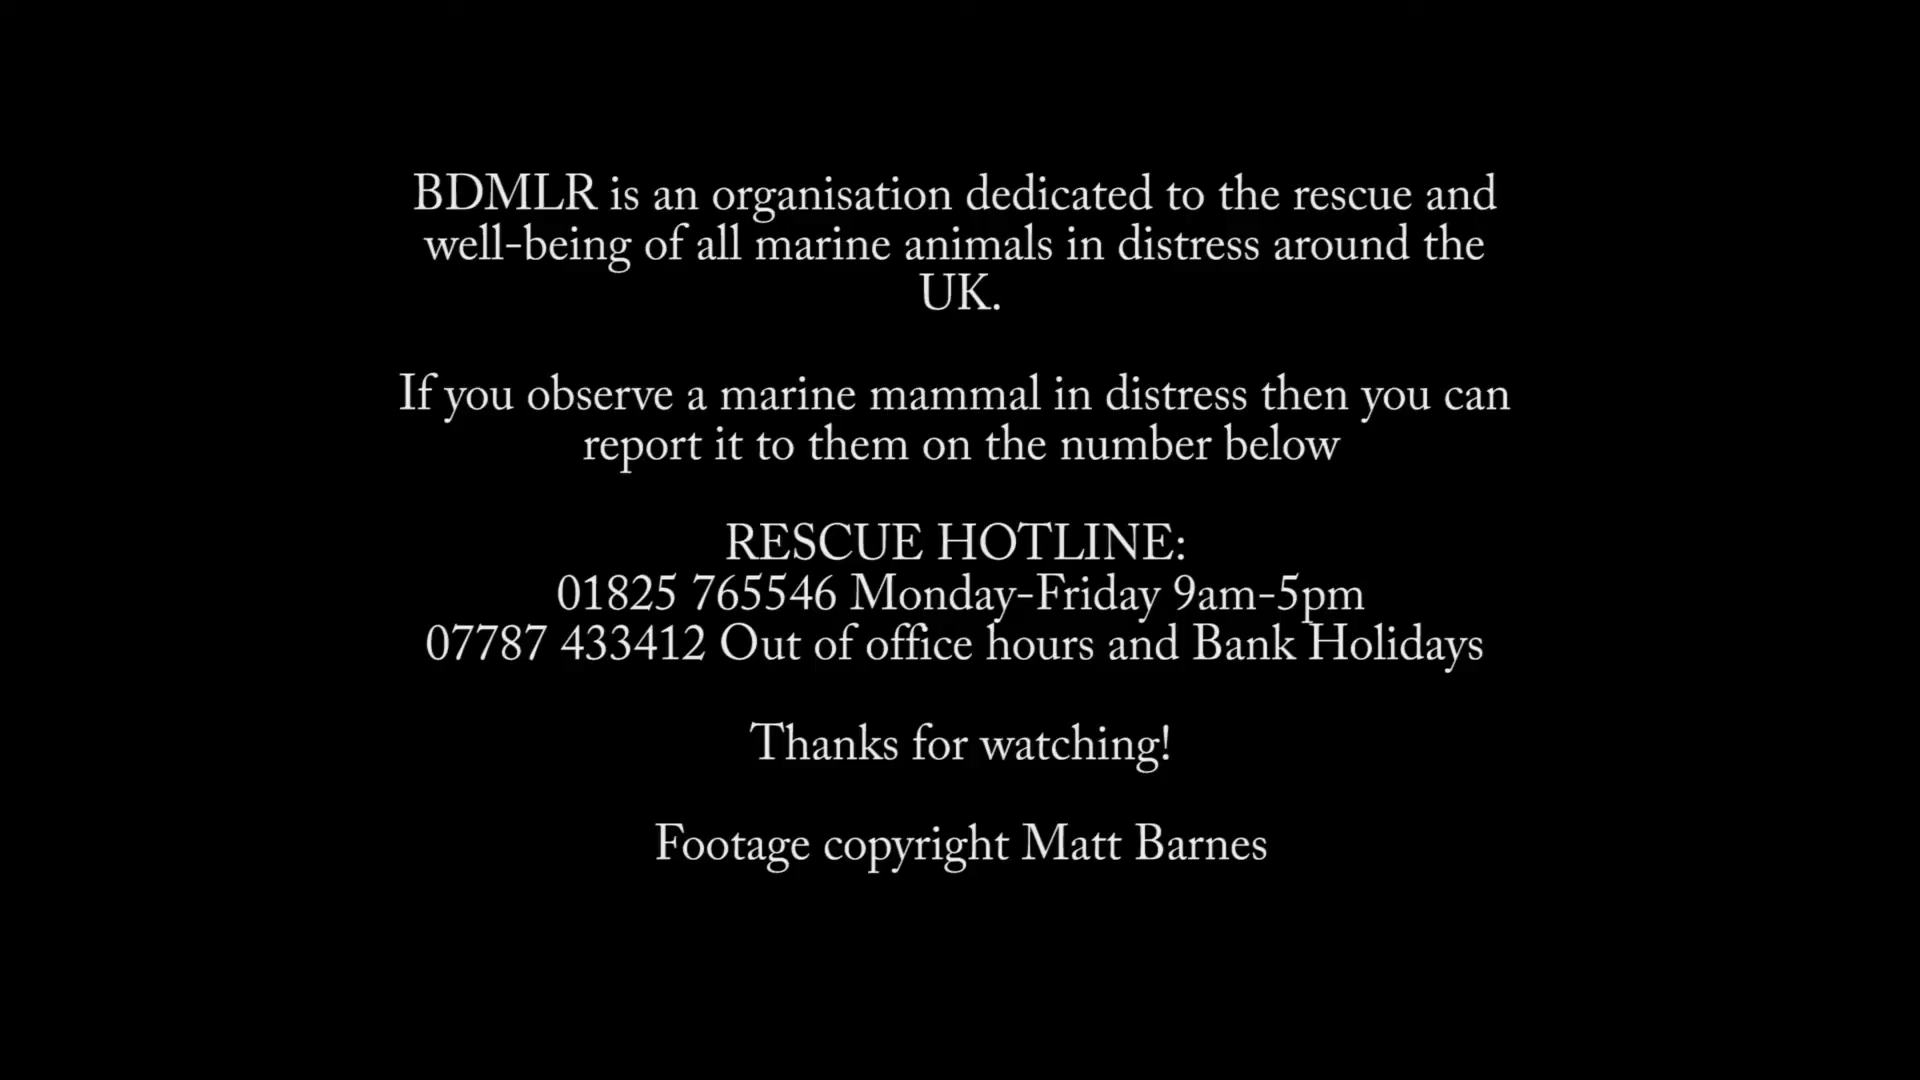 BDMLR is an organisation dedicated to the rescue and
well-being of all marine animals in distress around the
UK.
If you observe a marine mammal in distress then you can
report it to them on the number below
RESCUE HOTLINE:
01825 765546 Monday-Friday 9am-5pm
07787 433412 Out of office hours and Bank Holidays
Thanks for watching!
Footage copyright Matt Barnes